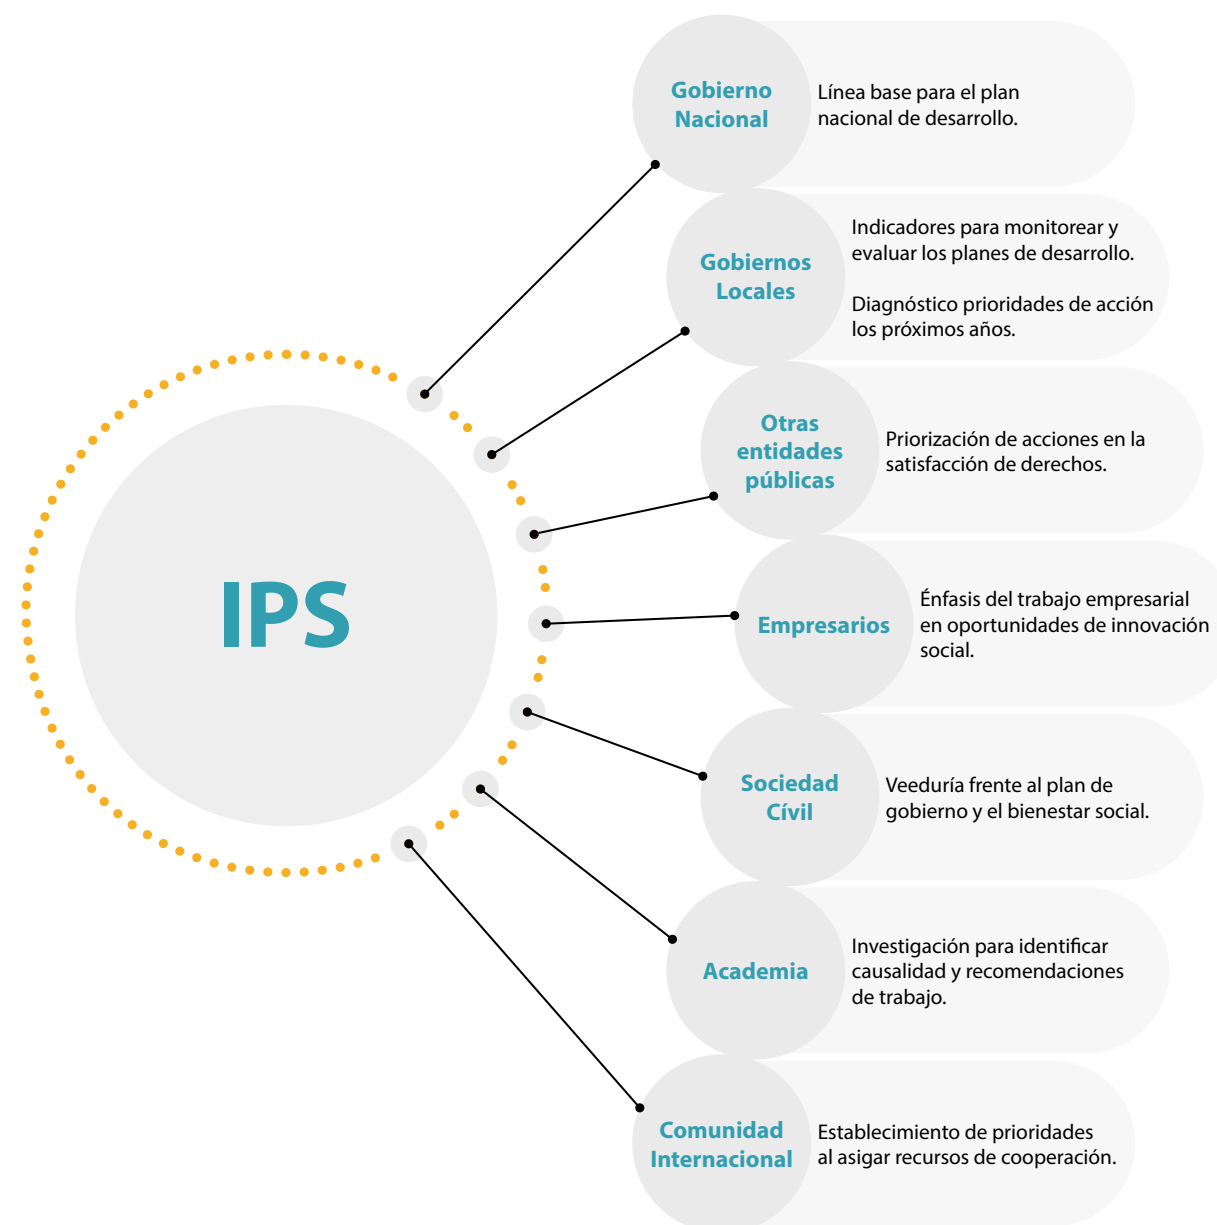 IPS
Gobierno
Nacional
Línea base para el plan
nacional de desarrollo.
Gobiernos
Locales
Indicadores para monitorear y
evaluar los planes de desarrollo.
Diagnóstico prioridades de acción
los próximos años.
Otras
entidades
públicas
Priorización de acciones en la
satisfacción de derechos.
Empresarios
Énfasis del trabajo empresarial
en oportunidades de innovación
social.
Sociedad
Cívil
Veeduría frente al plan de
gobierno y el bienestar social.
Academia
Investigación para identificar
causalidad y recomendaciones
de trabajo.
Comunidad
Internacional
Establecimiento de prioridades
al asigar recursos de cooperación.